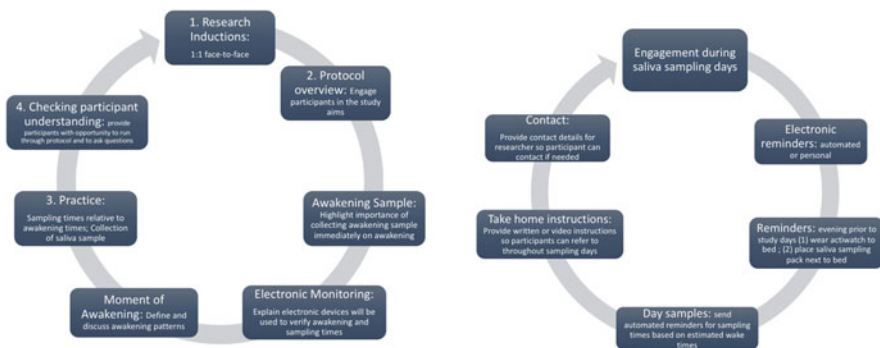 1. Research
Inductions:
1:1 face-to-face
2. Protocol
overview: Engage
participants in the study
aims
Awakening Sample:
Highlight importance of
collecting awakening sample
immediately on awakening
Electronic Monitoring:
Explain electronic devices will be
used to verify awakening and
sampling times
Moment of
Awakening: Define and
discuss awakening patterns
3. Practice:
Sampling times relative to
awakening times; Collection
of saliva sample
4. Checking participant
understanding: provide
participants with opportunity to run
through protocol and to ask questions
Engagement during
saliva sampling
days
Electronic
reminders: automated
or personal
Reminders: evening prior to
study days (1) wear actiwatch to
bed ; (2) place saliva sampling
pack next to bed
Day samples: send
automated reminders for sampling
times based on estimated wake
times
Take home instructions:
Provide written or video instructions
so participants can refer to
throughout sampling days
Contact:
Provide contact details for
researcher so participant can
contact if needed